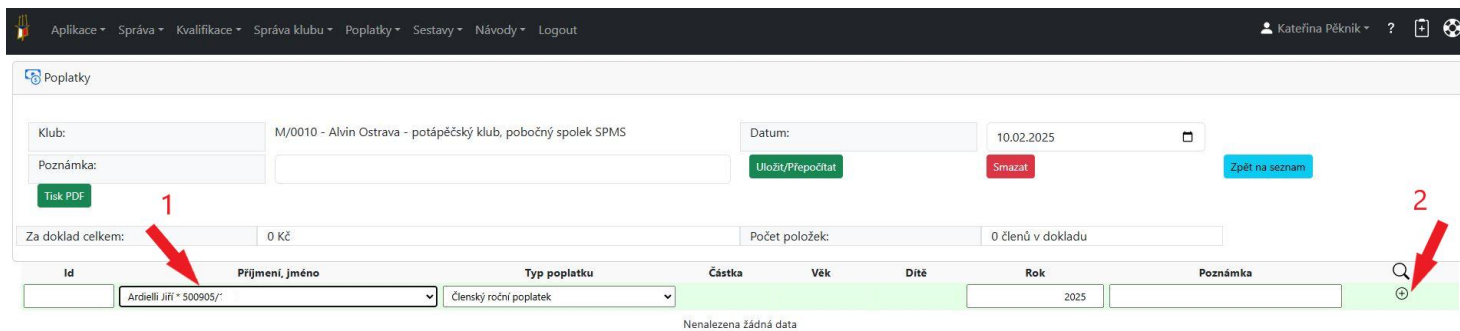 Aplikace Správa Kvalifikace Správa klubu Poplatky Sestavy Návody Logout Kateřina Pěkník ?
Poplatky
Klub: M/0010 - Alvin Ostrava - potápěčský klub, pobočný spolek SPMS Datum: 10.02.2025
Poznámka: Uložit/Přepočítat Smazat Zpět na seznam
Tisk PDF
1 2
Za doklad celkem: 0 Kč Počet položek: 0 členů v dokladu
Id Příjmení, jméno Typ poplatku Částka Věk Dítě Rok Poznámka
Ardielli Jiří * 500905/ Členský roční poplatek 2025
Nenalezena žádná data